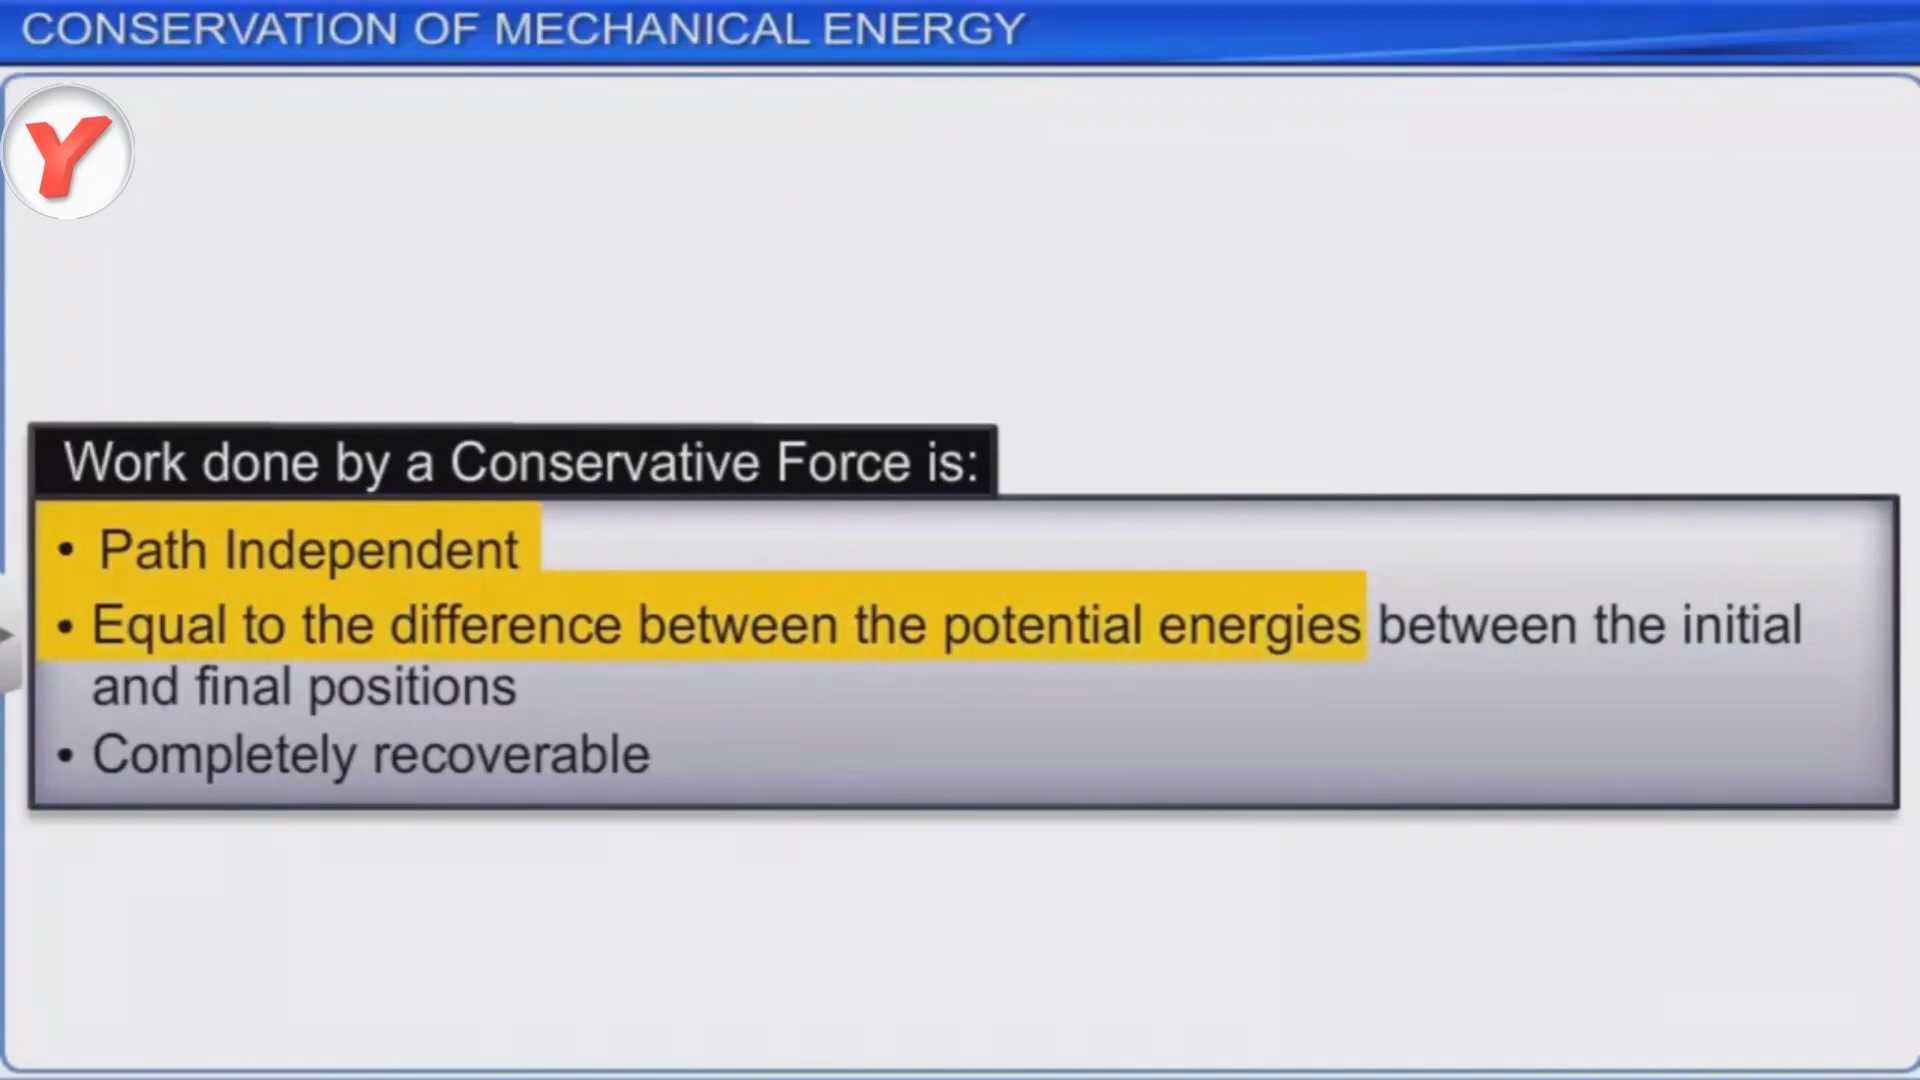 CONSERVATION OF MECHANICAL ENERGY
Y
Work done by a Conservative Force is:
• Path Independent
• Equal to the difference between the potential energies between the initial
and final positions
• Completely recoverable